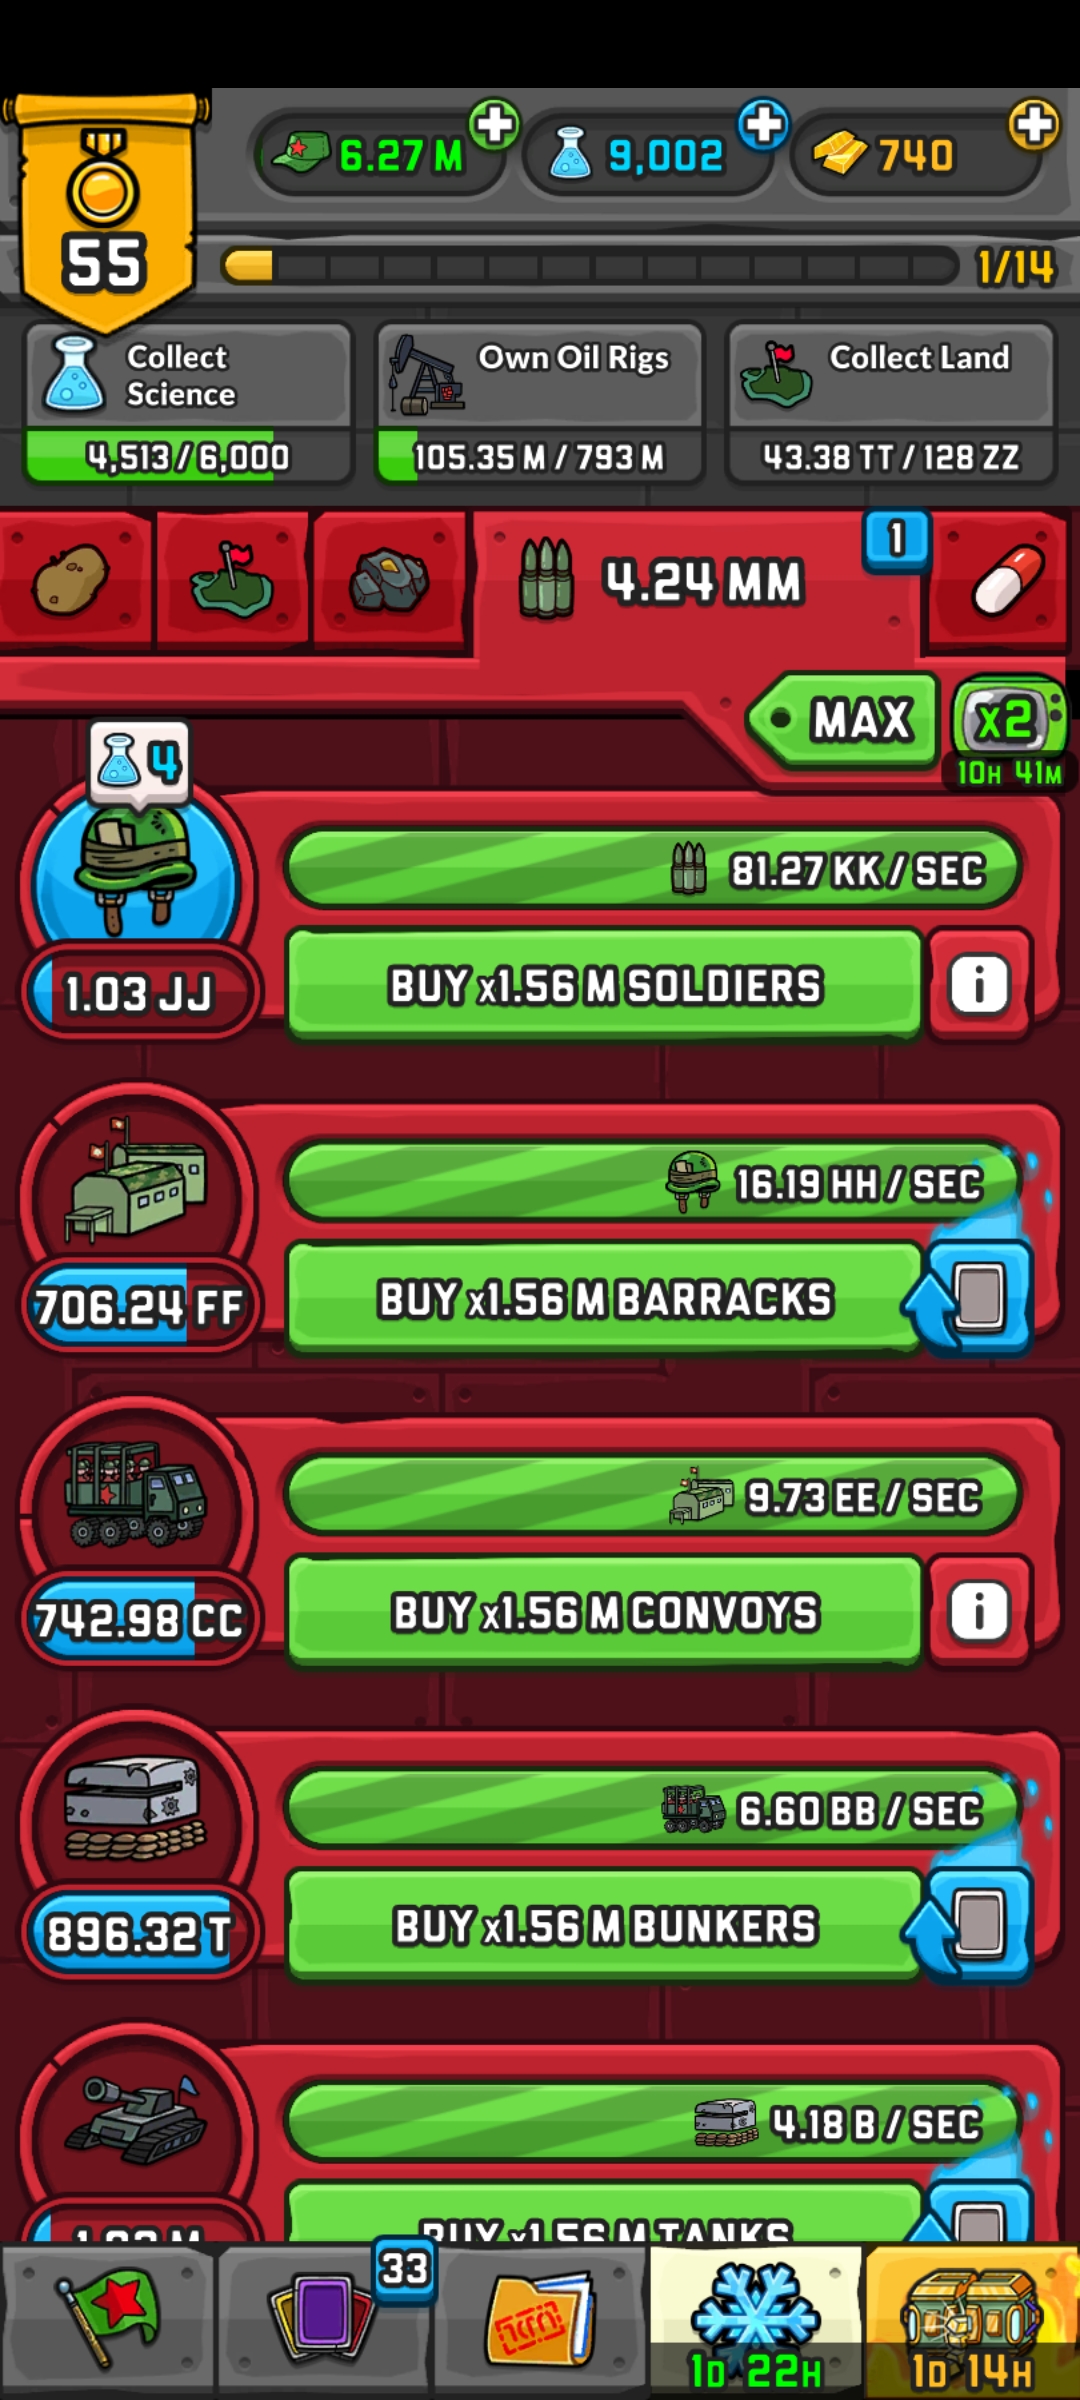 6.27 M
9,002
740
55
1/14
Collect
Science
4,513 / 6,000
Own Oil Rigs
105.35 M / 793 M
Collect Land
43.38 TT / 128 ZZ
4.24 MM
1
MAX
x2
10H 41M
4
81.27 KK / SEC
1.03 JJ
BUY x1.56 M SOLDIERS
i
16.19 HH / SEC
706.24 FF
BUY x1.56 M BARRACKS
9.73 EE / SEC
742.98 CC
BUY x1.56 M CONVOYS
i
6.60 BB / SEC
896.32 T
BUY x1.56 M BUNKERS
4.18 B / SEC
BUY x1.56 M TANKS
33
1D 22H
1D 14H